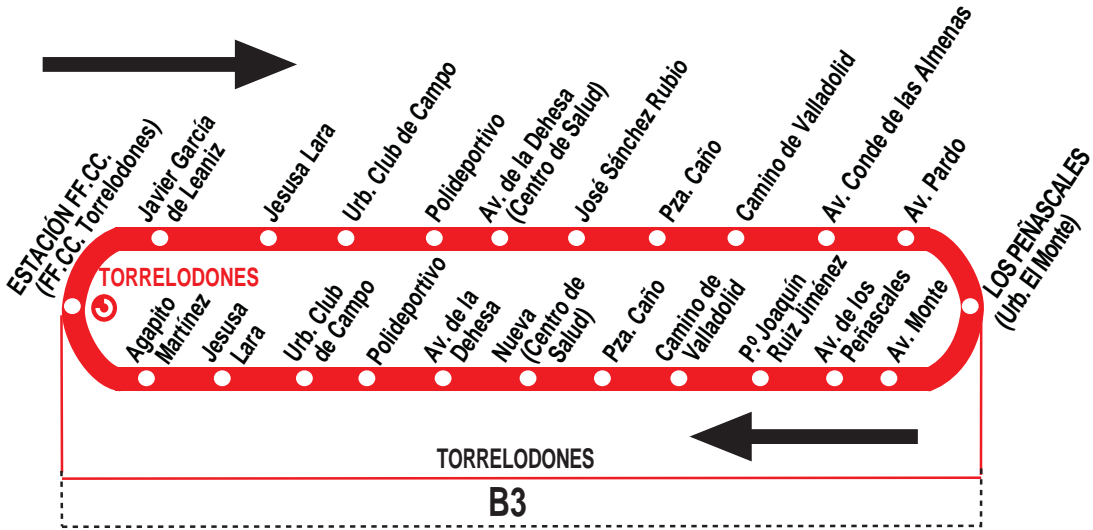 ESTACIÓN FF.CC.
(FF.CC. Torrelodones)
Javier García
de Leaniz
Jesusa Lara
Urb. Club de Campo
Polideportivo
Av. de la Dehesa
(Centro de Salud)
José Sánchez Rubio
Pza. Caño
Camino de Valladolid
Av. Conde de las Almenas
Av. Pardo
LOS PEÑASCALES
(Urb. El Monte)
TORRELODONES
Agapito
Martínez
Jesusa
Lara
Urb. Club
de Campo
Polideportivo
Av. de la
Dehesa
Nueva
(Centro de
Salud)
Pza. Caño
Camino de
Valladolid
P.º Joaquín
Ruiz Jiménez
Av. de los
Peñascales
Av. Monte
TORRELODONES
B3